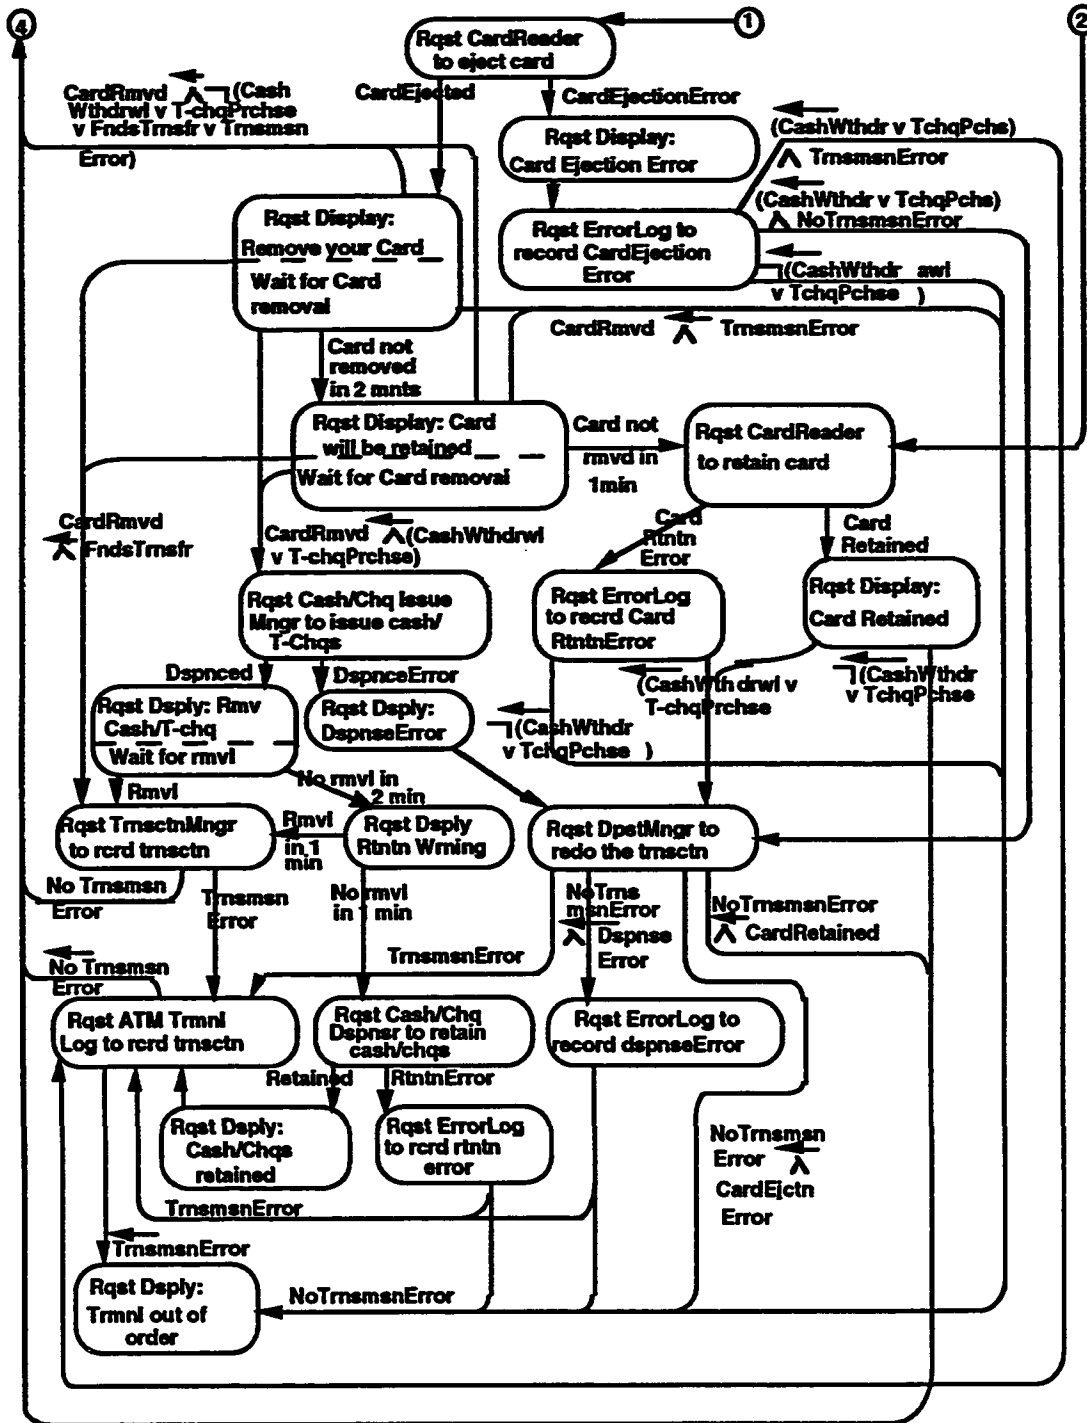 4
1
2
Rqst CardReader
to eject card
CardRmvd ¬(Cash
Wthdrwl v T-chqPrchse
v FndsTrnsfr v Trnsmsn
Error)
CardEjected
CardEjectionError
Rqst Display:
Card Ejection Error
(CashWthdr v TchqPchs)
∧ TrnsmsnError
(CashWthdr v TchqPchs)
∧ NoTrnsmsnError
Rqst Display:
Remove your Card
Wait for Card
removal
Rqst ErrorLog to
record CardEjection
Error
¬(CashWthdr awl
v TchqPchse )
CardRmvd ∧ TrnsmsnError
Card not
removed
in 2 mnts
Rqst Display: Card
will be retained
Wait for Card removal
Card not
rmvd in
1min
Rqst CardReader
to retain card
CardRmvd
∧ FndsTrnsfr
CardRmvd ∧(CashWthdrwl
v T-chqPrchse)
Card
Rtntn
Error
Card
Retained
Rqst Cash/Chq Issue
Mngr to issue cash/
T-Chqs
Rqst ErrorLog
to recrd Card
RtntnError
Rqst Display:
Card Retained
Dspnced
DspnceError
(CashWthdrwl v
T-chqPrchse
¬(CashWthdr
v TchqPchse
Rqst Dsply: Rmv
Cash/T-chq
Wait for rmvl
Rqst Dsply:
DspnseError
¬(CashWthdr
v TchqPchse )
Rmvl
No rmvl in
2 min
Rqst TrnsctnMngr
to rcrd trnsctn
Rmvl
in 1
min
Rqst Dsply
Rtntn Wrning
Rqst DpstMngr to
redo the trnsctn
No Trnsmsn
Error
Trnsmsn
Error
No rmvl
in 1 min
NoTrns
msnError
∧ Dspnse
Error
NoTrnsmsnError
∧ CardRetained
No Trnsmsn
Error
TrnsmsnError
Rqst ATM Trmnl
Log to rcrd trnsctn
Rqst Cash/Chq
Dspnsr to retain
cash/chqs
Rqst ErrorLog to
record dspnseError
Retained
RtntnError
Rqst Dsply:
Cash/Chqs
retained
Rqst ErrorLog
to rcrd rtntn
error
NoTrnsmsn
Error ∧
CardEjctn
Error
TrnsmsnError
TrnsmsnError
Rqst Dsply:
Trmnl out of
order
NoTrnsmsnError